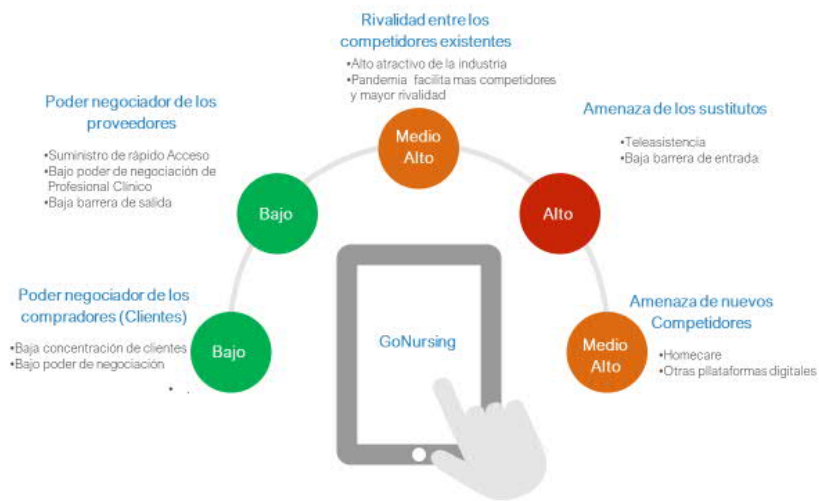 Rivalidad entre los
competidores existentes
•Alto atractivo de la industria
•Pandemia facilita mas competidores
y mayor rivalidad
Poder negociador de los
proveedores
•Suministro de rápido Acceso
•Bajo poder de negociación de
Profesional Clínico
•Baja barrera de salida
Amenaza de los sustitutos
•Teleasistencia
•Baja barrera de entrada
Medio
Alto
Bajo
Alto
Poder negociador de los
compradores (Clientes)
•Baja concentración de clientes
•Bajo poder de negociación
• .
Bajo
GoNursing
Medio
Alto
Amenaza de nuevos
Competidores
•Homecare
•Otras pllataformas digitales